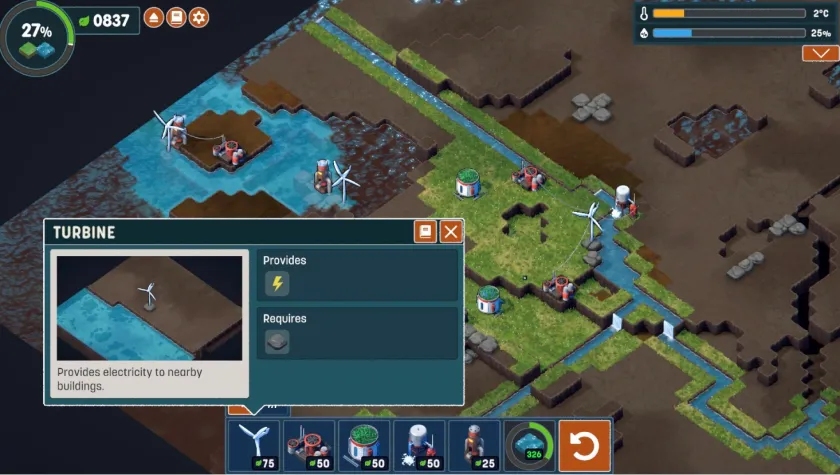 27%
0837
2°C
25%
TURBINE
Provides
Requires
Provides electricity to nearby
buildings.
75
50
50
50
25
326